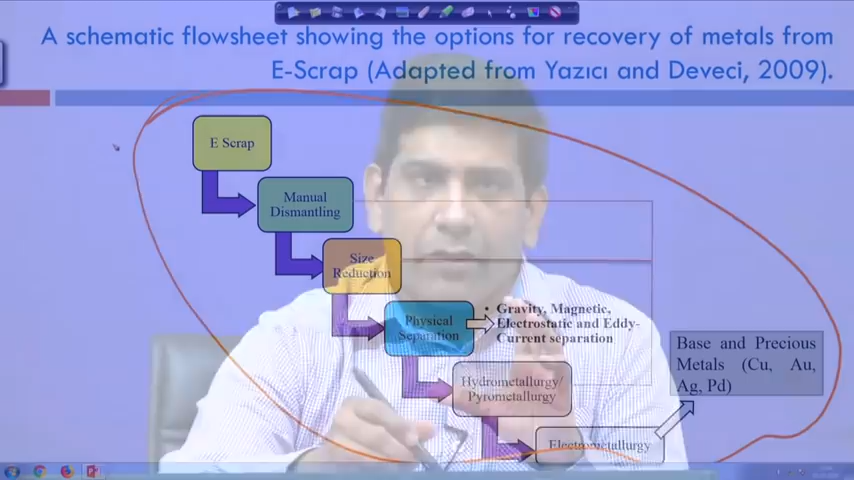 A schematic flowsheet showing the options for recovery of metals from
E-Scrap (Adapted from Yazıcı and Deveci, 2009).
E Scrap
Manual
Dismantling
Size
Reduction
Physical
Separation
• Gravity, Magnetic,
Electrostatic and Eddy-
Current separation
Hydrometallurgy/
Pyrometallurgy
Electrometallurgy
Base and Precious
Metals (Cu, Au,
Ag, Pd)